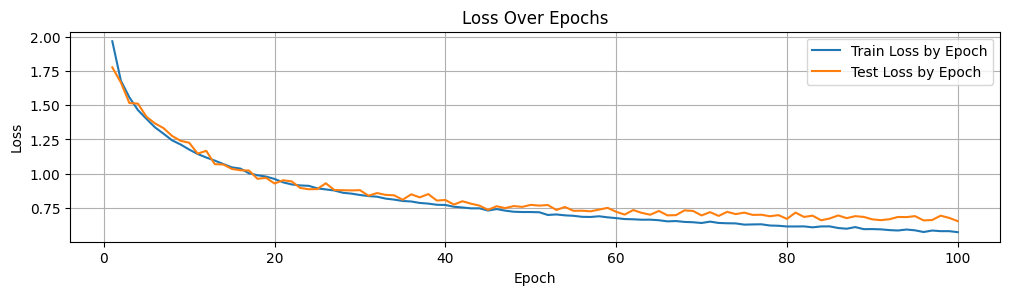 Loss Over Epochs
2.00
1.75
1.50
1.25
1.00
0.75
Loss
Train Loss by Epoch
Test Loss by Epoch
0 20 40 60 80 100
Epoch